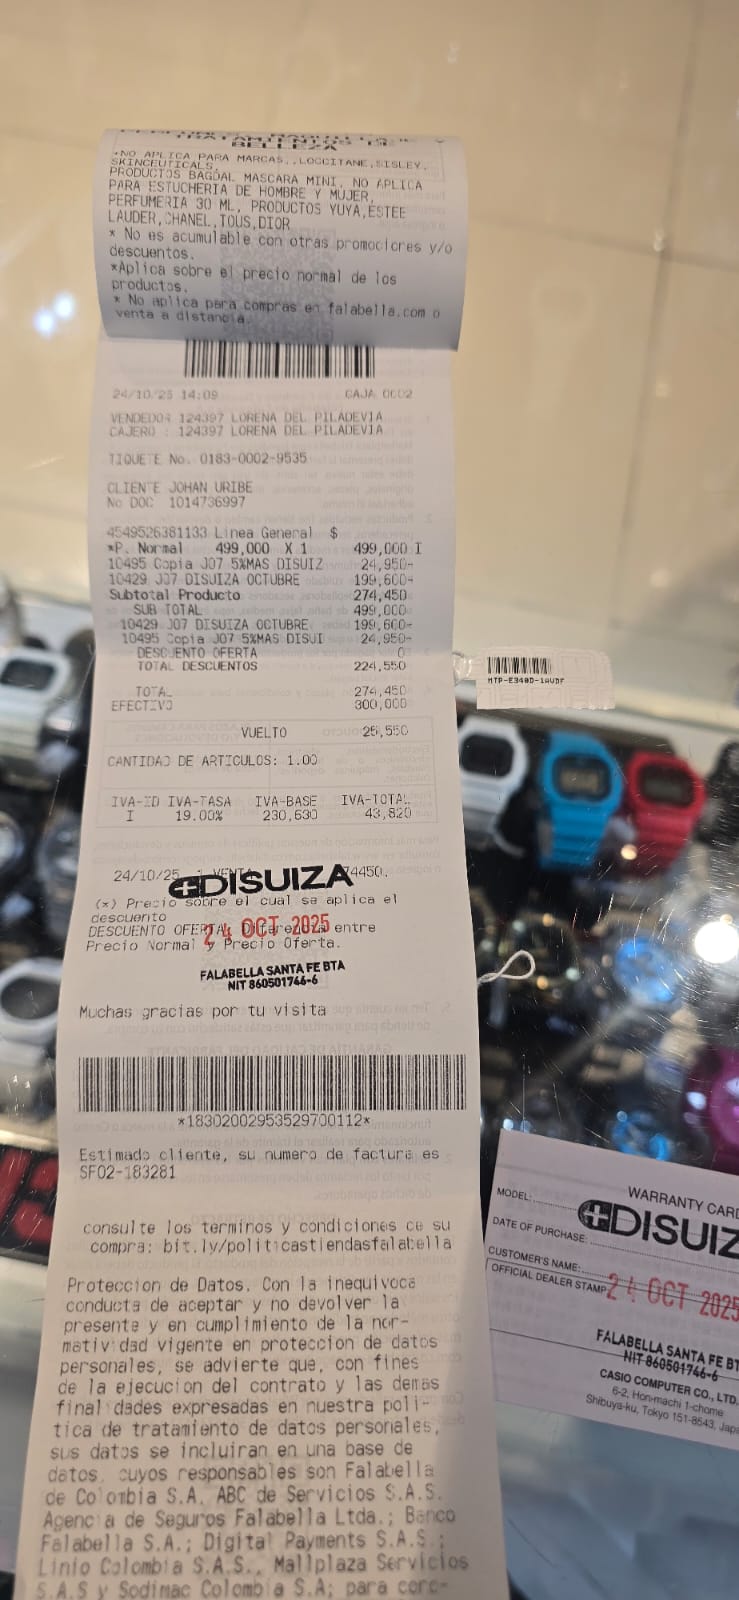 TRATAMIENTOS DE
BELLEZA
*NO APLICA PARA MARCAS,,LOCCITANE,SISLEY,
SKINCEUTICALS,
PRODUCTOS BAGDAL MASCARA MINI, NO APLICA
PARA ESTUCHERIA DE HOMBRE Y MUJER,
PERFUMERIA 30 ML, PRODUCTOS YUYA,ESTEE
LAUDER,CHANEL,TOUS,DIOR
* No es acumulable con otras promociones y/o
descuentos.
*Aplica sobre el precio normal de los
productos.
* No aplica para compras en falabella.com o
venta a distancia.
24/10/25 14:09 CAJA 0002
VENDEDOR 124397 LORENA DEL PILADEVIA
CAJERO : 124397 LORENA DEL PILADEVIA
TIQUETE No. 0183-0002-9535
CLIENTE JOHAN URIBE
No DOC 1014736997
4549526381133 Linea General $
*P. Normal 499,000 X 1 499,000 I
10495 Copia J07 5%MAS DISUIZ 24,950-
10429 J07 DISUIZA OCTUBRE 199,600-
Subtotal Producto 274,450
SUB TOTAL 499,000
10429 J07 DISUIZA OCTUBRE 199,600-
10495 Copia J07 5%MAS DISUI 24,950-
DESCUENTO OFERTA 0
TOTAL DESCUENTOS 224,550
TOTAL 274,450
EFECTIVO 300,000
VUELTO 25,550
CANTIDAD DE ARTICULOS: 1.00
IVA-ID IVA-TASA IVA-BASE IVA-TOTAL
I 19.00% 230,630 43,820
24/10/25 1 VENTA 274450.
DISUIZA
(*) Precio sobre el cual se aplica el
descuento
DESCUENTO OFERTA: Diferencia entre
24 OCT 2025
Precio Normal y Precio Oferta.
FALABELLA SANTA FE BTA
NIT 860501746-6
Muchas gracias por tu visita
*18302002953529700112*
Estimado cliente, su numero de factura es
SF02-183281
consulte los terminos y condiciones de su
compra: bit.ly/politicastiendasfalabella
Proteccion de Datos. Con la inequivoca
conducta de aceptar y no devolver la
presente y en cumplimiento de la nor-
matividad vigente en proteccion de datos
personales, se advierte que, con fines
de la ejecucion del contrato y las demas
finalidades expresadas en nuestra poli-
tica de tratamiento de datos personales,
sus datos se incluiran en una base de
datos, cuyos responsables son Falabella
de Colombia S.A, ABC de Servicios S.A.S.
Agencia de Seguros Falabella Ltda.; Banco
Falabella S.A.; Digital Payments S.A.S.;
Linio Colombia S.A.S., Mallplaza Servicios
S.A.S y Sodimac Colombia S.A; para cono-
MTP-E340D-1AVDF
WARRANTY CARD
MODEL:
DISUIZ
DATE OF PURCHASE:
CUSTOMER'S NAME:
OFFICIAL DEALER STAMP
24 OCT 2025
FALABELLA SANTA FE BT
NIT 860501746-6
CASIO COMPUTER CO., LTD.
6-2, Hon-machi 1-chome
Shibuya-ku, Tokyo 151-8543, Japa